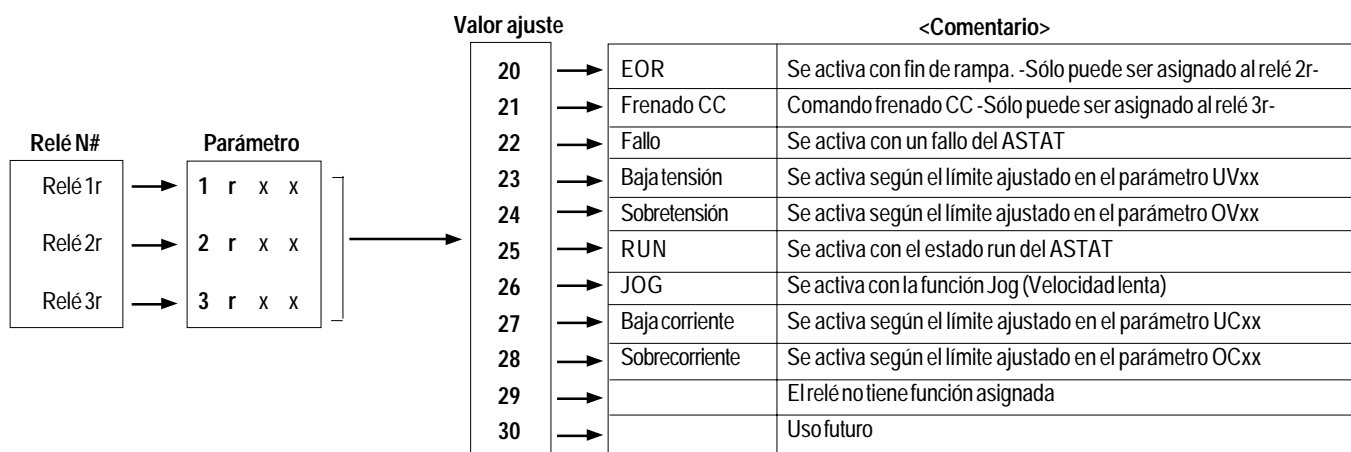 Valor ajuste <Comentario>
20 EOR Se activa con fin de rampa. -Sólo puede ser asignado al relé 2r-
21 Frenado CC Comando frenado CC -Sólo puede ser asignado al relé 3r-
Relé N# Parámetro 22 Fallo Se activa con un fallo del ASTAT
Relé 1r 1 r x x 23 Baja tensión Se activa según el límite ajustado en el parámetro UVxx
24 Sobretensión Se activa según el límite ajustado en el parámetro OVxx
Relé 2r 2 r x x 25 RUN Se activa con el estado run del ASTAT
26 JOG Se activa con la función Jog (Velocidad lenta)
Relé 3r 3 r x x 27 Baja corriente Se activa según el límite ajustado en el parámetro UCxx
28 Sobrecorriente Se activa según el límite ajustado en el parámetro OCxx
29 El relé no tiene función asignada
30 Uso futuro